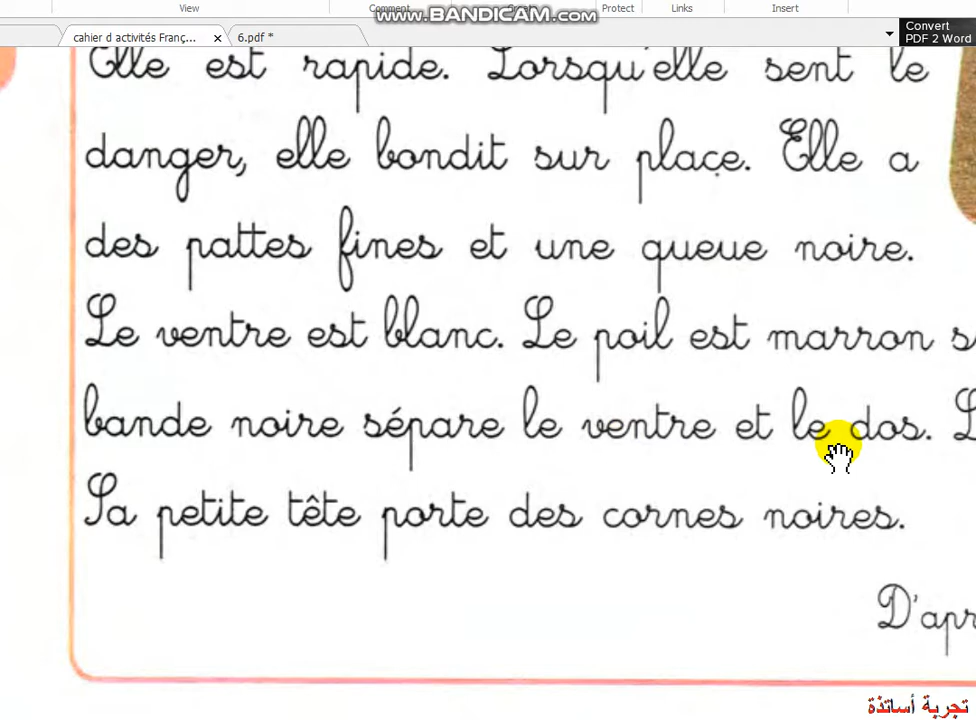 View Comment Protect Links Insert
www.BANDICAM.com
cahier d activités Franç... x 6.pdf * Convert
PDF 2 Word
Elle est rapide. Lorsqu'elle sent le
danger, elle bondit sur place. Elle a
des pattes fines et une queue noire.
Le ventre est blanc. Le poil est marron
bande noire sépare le ventre et le dos.
Sa petite tête porte des cornes noires.
D'apr
تجربة أساتذة